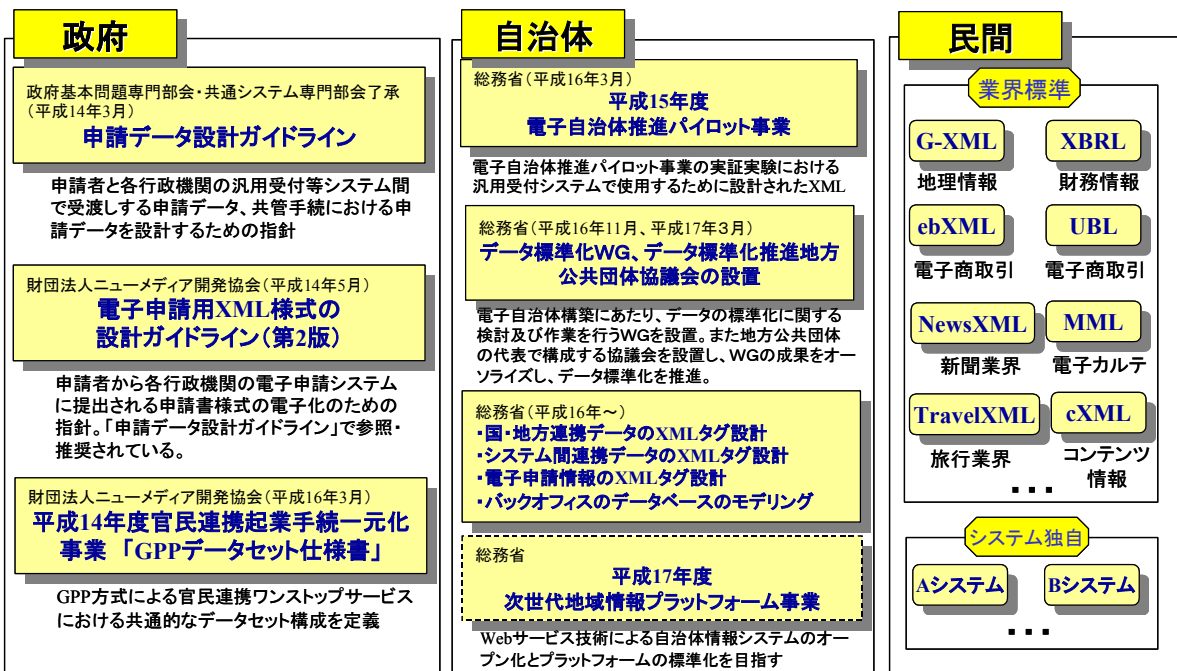 政府
政府基本問題専門部会・共通システム専門部会了承
(平成14年3月)
申請データ設計ガイドライン
申請者と各行政機関の汎用受付等システム間
で受渡しする申請データ、共管手続における申
請データを設計するための指針
財団法人ニューメディア開発協会(平成14年5月)
電子申請用XML様式の
設計ガイドライン(第2版)
申請者から各行政機関の電子申請システム
に提出される申請書様式の電子化のための
指針。「申請データ設計ガイドライン」で参照・
推奨されている。
財団法人ニューメディア開発協会(平成16年3月)
平成14年度官民連携起業手続一元化
事業 「GPPデータセット仕様書」
GPP方式による官民連携ワンストップサービス
における共通的なデータセット構成を定義
自治体
総務省(平成16年3月)
平成15年度
電子自治体推進パイロット事業
電子自治体推進パイロット事業の実証実験における
汎用受付システムで使用するために設計されたXML
総務省(平成16年11月、平成17年3月)
データ標準化WG、データ標準化推進地方
公共団体協議会の設置
電子自治体構築にあたり、データの標準化に関する
検討及び作業を行うWGを設置。また地方公共団体
の代表で構成する協議会を設置し、WGの成果をオー
ソライズし、データ標準化を推進。
総務省(平成16年~)
・国・地方連携データのXMLタグ設計
・システム間連携データのXMLタグ設計
・電子申請情報のXMLタグ設計
・バックオフィスのデータベースのモデリング
総務省
平成17年度
次世代地域情報プラットフォーム事業
Webサービス技術による自治体情報システムのオー
プン化とプラットフォームの標準化を目指す
民間
業界標準
G-XML XBRL
地理情報 財務情報
ebXML UBL
電子商取引 電子商取引
NewsXML MML
新聞業界 電子カルテ
TravelXML cXML
旅行業界 コンテンツ
情報
・・・
システム独自
Aシステム Bシステム
・・・